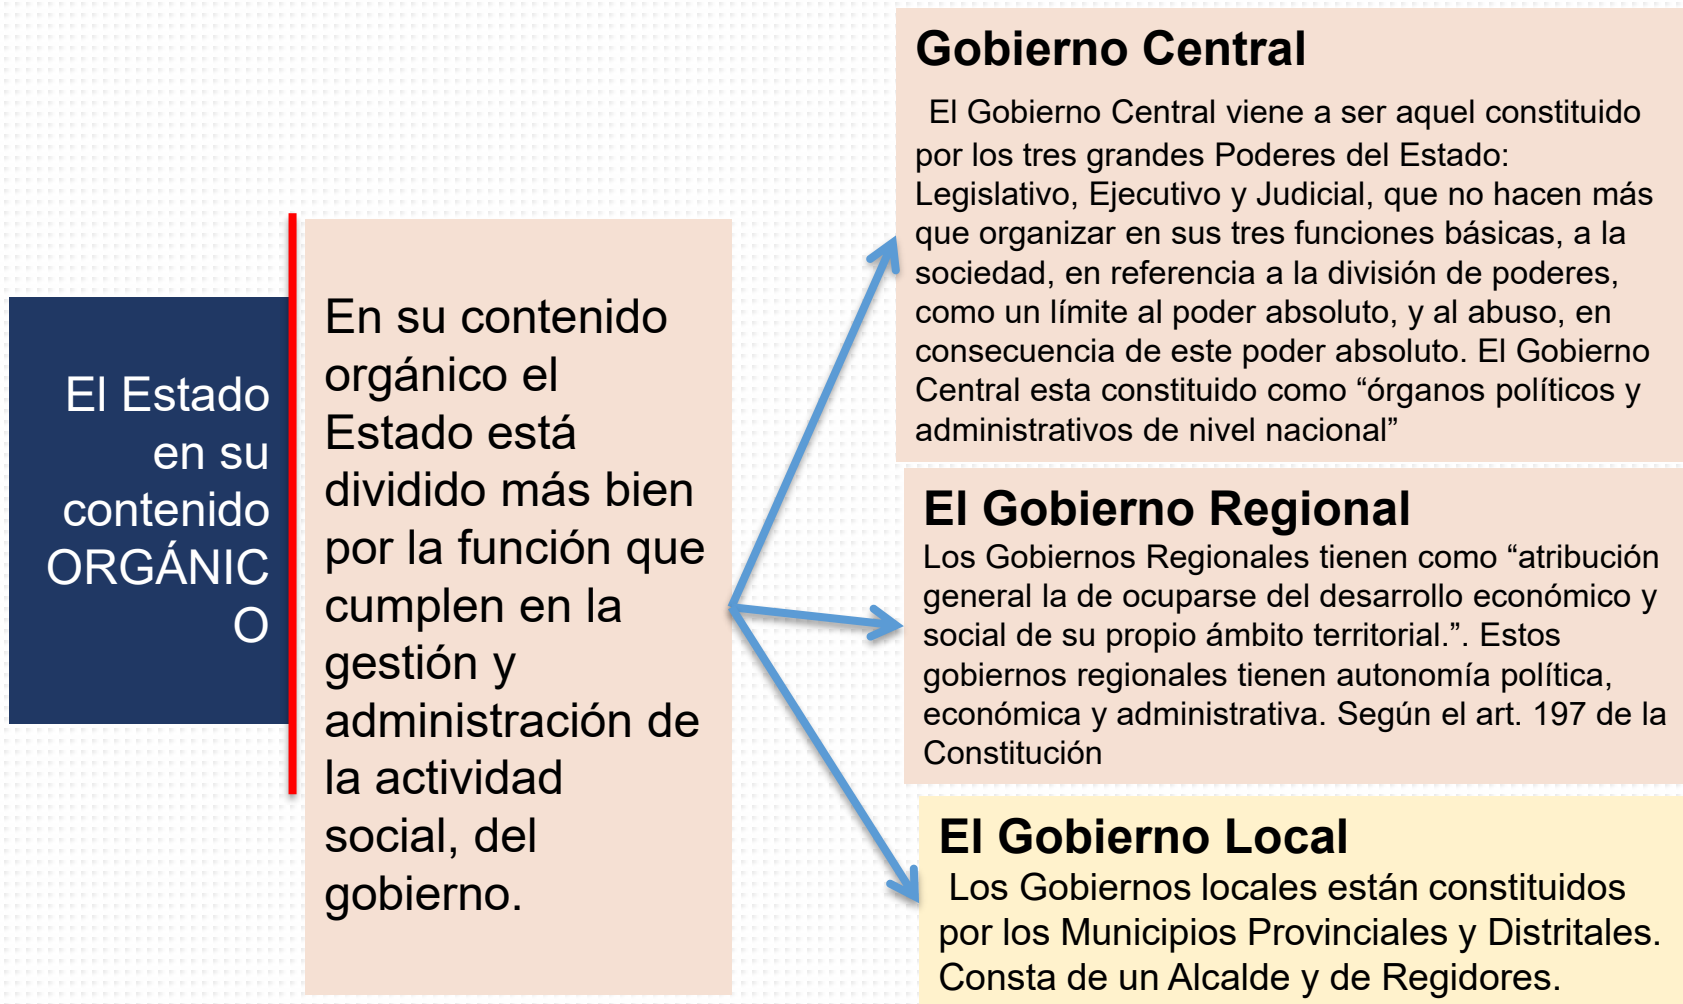 El Estado
en su
contenido
ORGÁNIC
O
En su contenido
orgánico el
Estado está
dividido más bien
por la función que
cumplen en la
gestión y
administración de
la actividad
social, del
gobierno.
Gobierno Central
El Gobierno Central viene a ser aquel constituido
por los tres grandes Poderes del Estado:
Legislativo, Ejecutivo y Judicial, que no hacen más
que organizar en sus tres funciones básicas, a la
sociedad, en referencia a la división de poderes,
como un límite al poder absoluto, y al abuso, en
consecuencia de este poder absoluto. El Gobierno
Central esta constituido como “órganos políticos y
administrativos de nivel nacional”
El Gobierno Regional
Los Gobiernos Regionales tienen como “atribución
general la de ocuparse del desarrollo económico y
social de su propio ámbito territorial.”. Estos
gobiernos regionales tienen autonomía política,
económica y administrativa. Según el art. 197 de la
Constitución
El Gobierno Local
Los Gobiernos locales están constituidos
por los Municipios Provinciales y Distritales.
Consta de un Alcalde y de Regidores.